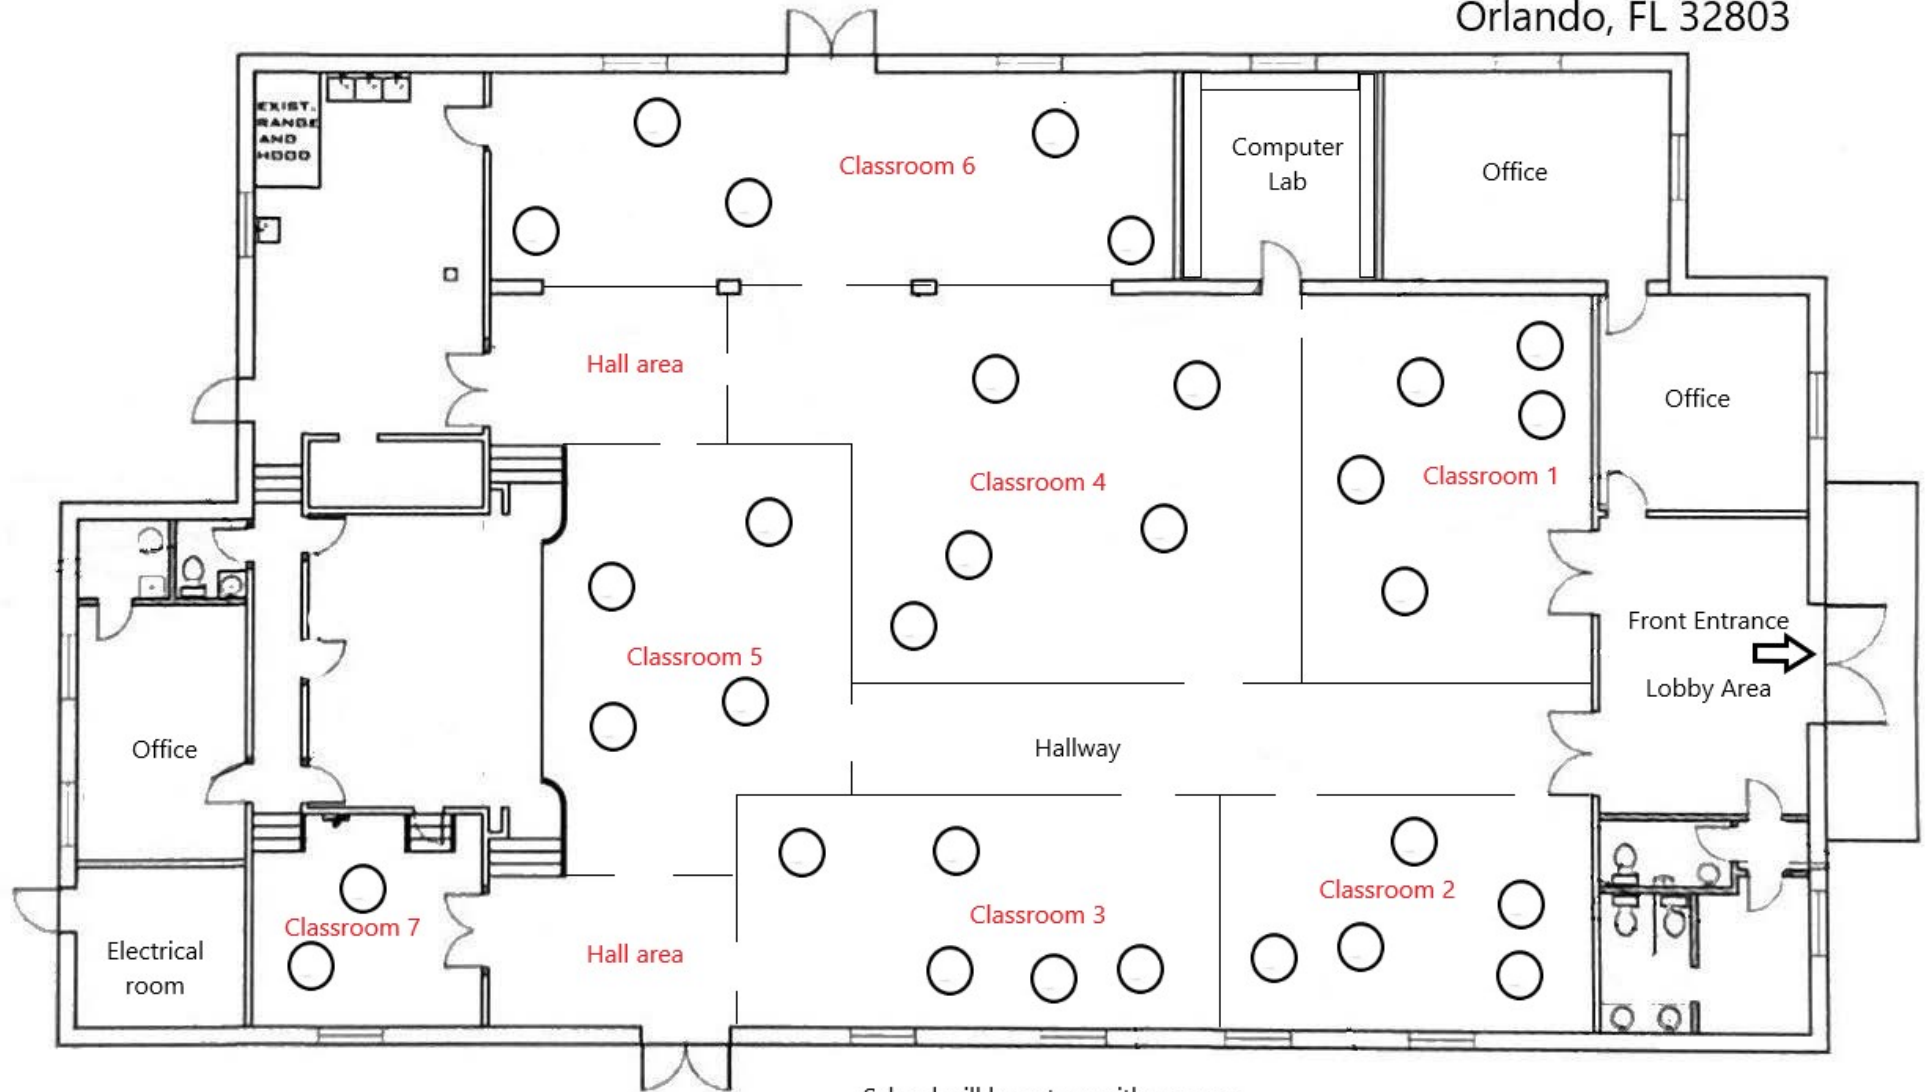 Orlando, FL 32803
EXIST.
RANGE
AND
HOOD
Classroom 6
Computer
Lab
Office
Hall area
Office
Classroom 4
Classroom 1
Classroom 5
Front Entrance
Lobby Area
Office
Hallway
Classroom 7
Classroom 3
Classroom 2
Electrical
room
Hall area